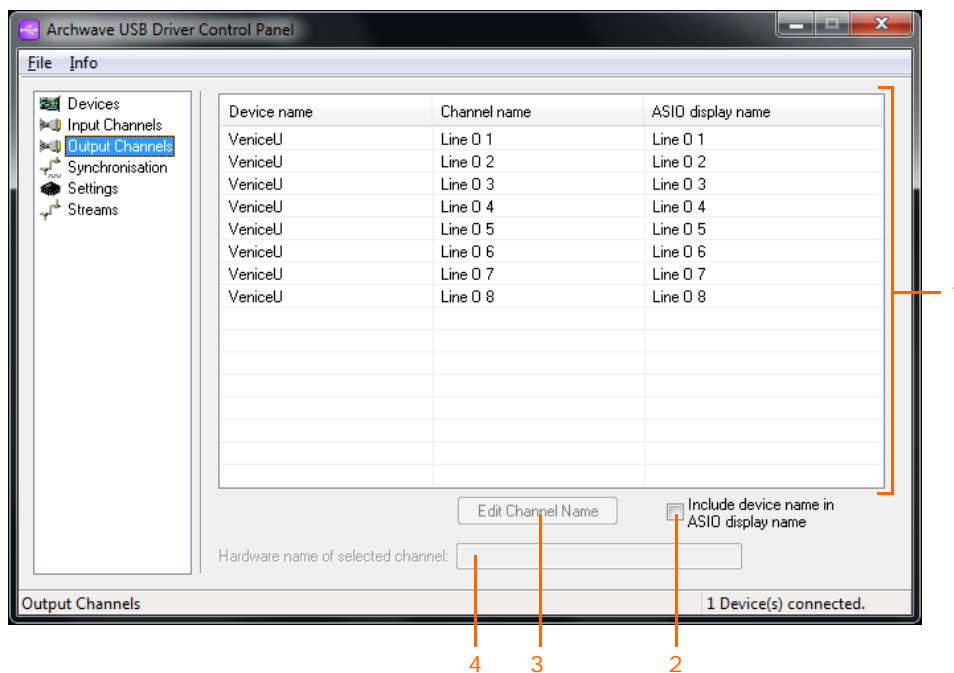 Archwave USB Driver Control Panel
File Info
Devices
Input Channels
Output Channels
Synchronisation
Settings
Streams
Device name Channel name ASIO display name
VeniceU Line O 1 Line O 1
VeniceU Line O 2 Line O 2
VeniceU Line O 3 Line O 3
VeniceU Line O 4 Line O 4
VeniceU Line O 5 Line O 5
VeniceU Line O 6 Line O 6
VeniceU Line O 7 Line O 7
VeniceU Line O 8 Line O 8
Edit Channel Name
Include device name in
ASIO display name
Hardware name of selected channel:
Output Channels 1 Device(s) connected.
4 3 2